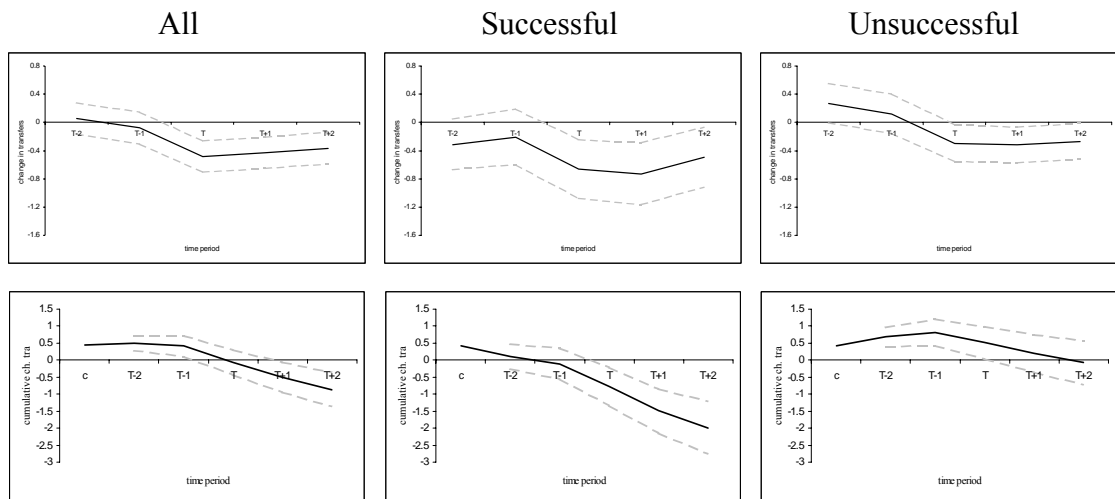 All
Successful
Unsuccessful
change in transfers
0.8
0.4
0
-0.4
-0.8
-1.2
-1.6
T-2 T-1 T T+1 T+2
time period
change in transfers
0.8
0.4
0
-0.4
-0.8
-1.2
-1.6
T-2 T-1 T T+1 T+2
time period
change in transfers
0.8
0.4
0
-0.4
-0.8
-1.2
-1.6
T-2 T-1 T T+1 T+2
time period
cumulative ch. tra
1.5
1
0.5
0
-0.5
-1
-1.5
-2
-2.5
-3
c T-2 T-1 T T+1 T+2
time period
cumulative ch. tra
1.5
1
0.5
0
-0.5
-1
-1.5
-2
-2.5
-3
c T-2 T-1 T T+1 T+2
time period
cumulative ch. tra
1.5
1
0.5
0
-0.5
-1
-1.5
-2
-2.5
-3
c T-2 T-1 T T+1 T+2
time period